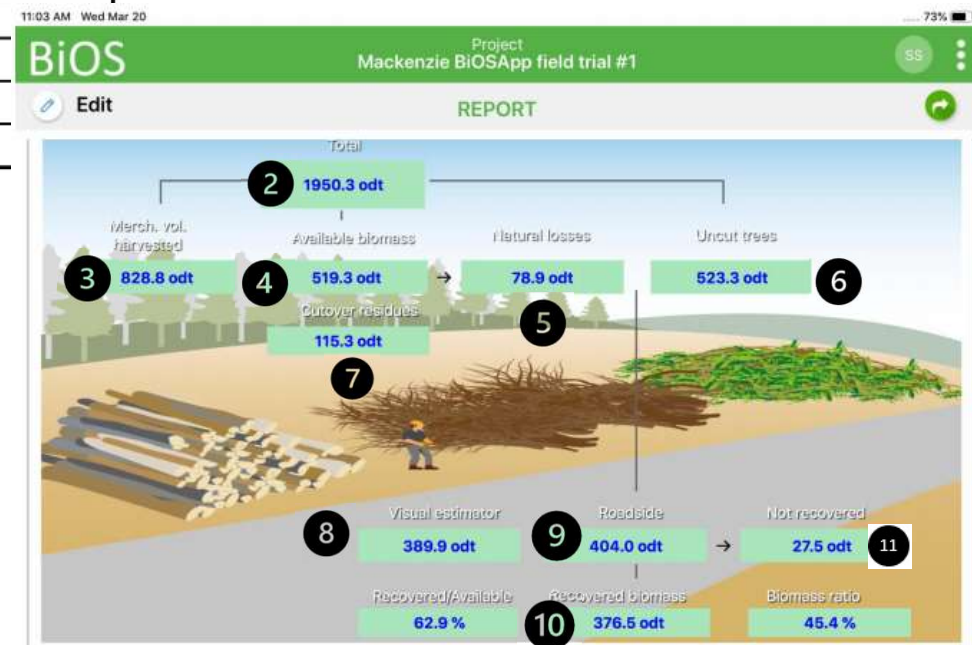 11:03 AM Wed Mar 20
73%
BiOS
Project
Mackenzie BiOSApp field trial #1
SS
Edit
REPORT
Total
2
1950.3 odt
Merch. vol.
harvested
Available biomass
Natural losses
Uncut trees
3
828.8 odt
4
519.3 odt
→
78.9 odt
523.3 odt
6
Cutover residues
5
115.3 odt
7
Visual estimator
Roadside
Not recovered
8
389.9 odt
9
404.0 odt
→
27.5 odt
11
Recovered/Available
Recovered biomass
Biomass ratio
62.9 %
10
376.5 odt
45.4 %